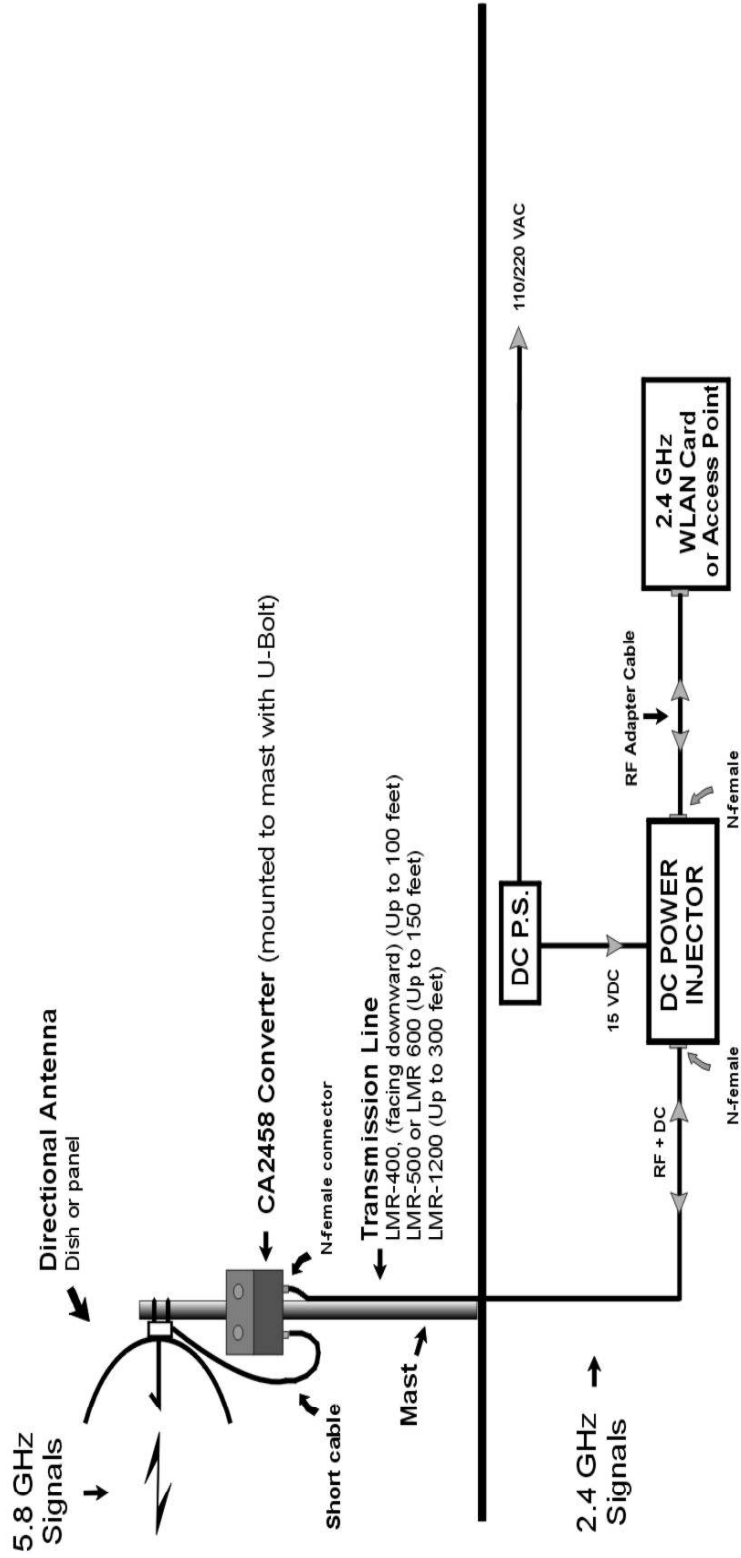 5.8 GHz
Signals
Directional Antenna
Dish or panel
CA2458 Converter (mounted to mast with U-Bolt)
N-female connector
Short cable
Transmission Line
LMR-400, (facing downward) (Up to 100 feet)
LMR-500 or LMR 600 (Up to 150 feet)
LMR-1200 (Up to 300 feet)
Mast
2.4 GHz
Signals
DC P.S.
110/220 VAC
15 VDC
RF + DC
DC POWER
INJECTOR
N-female
N-female
RF Adapter Cable
2.4 GHz
WLAN Card
or Access Point